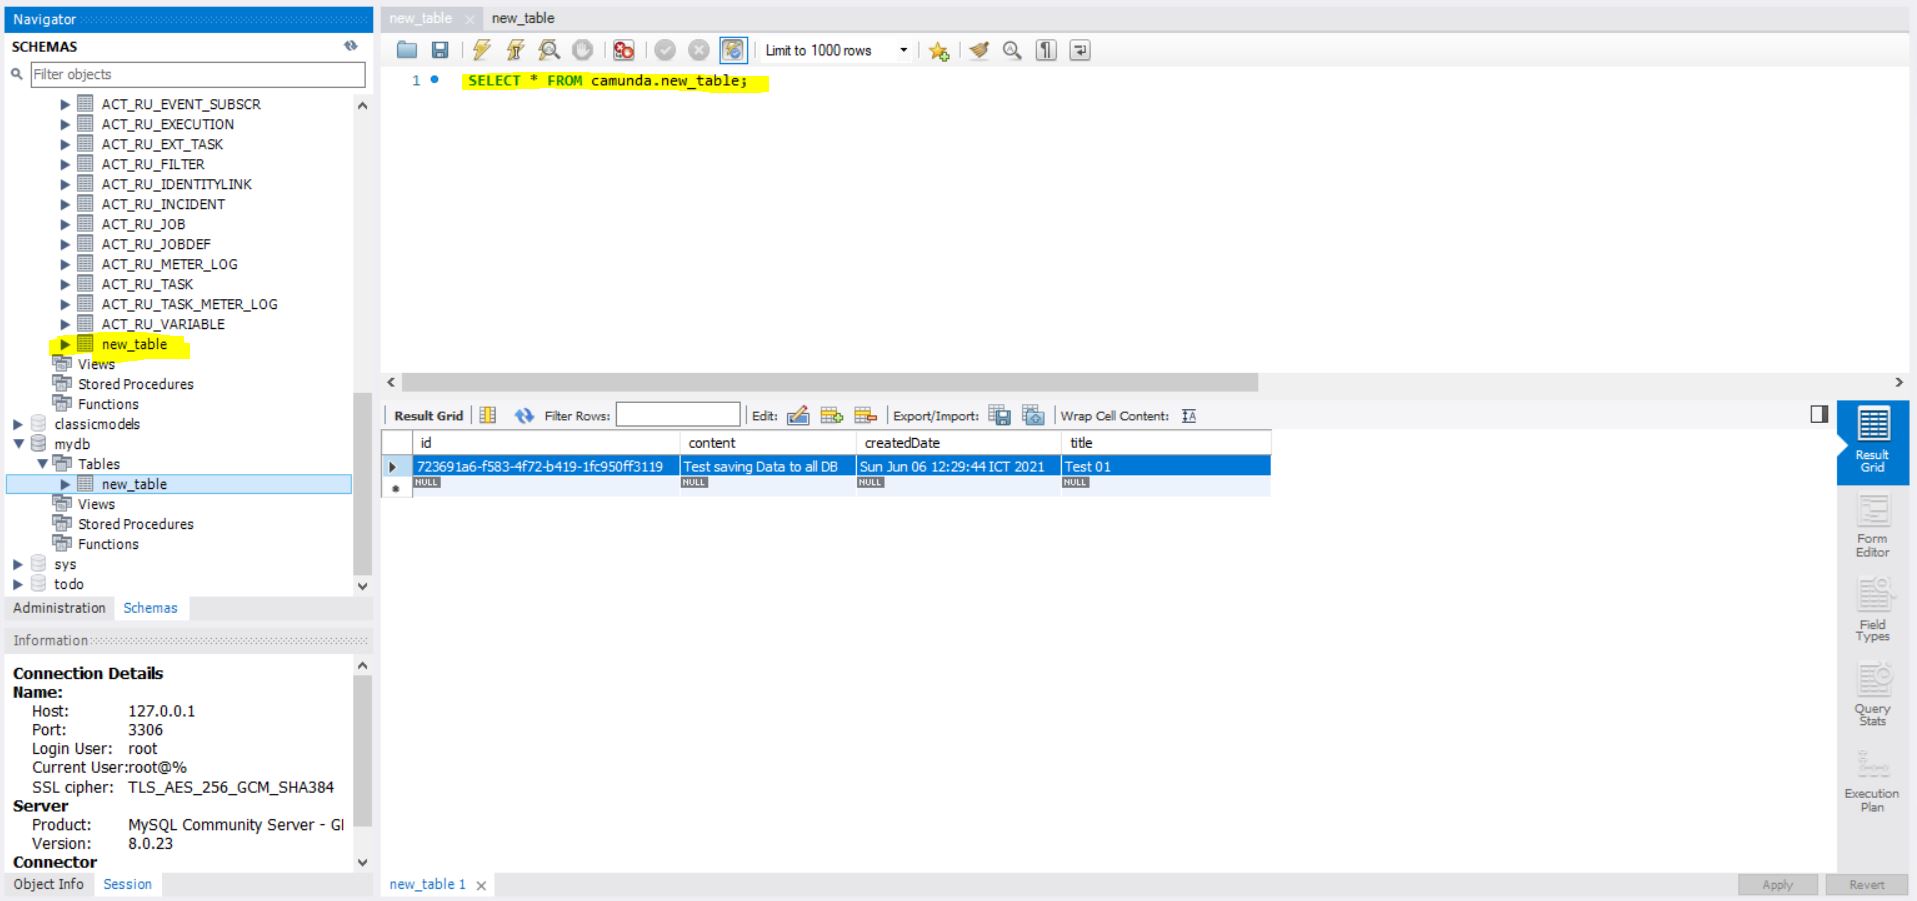 Navigator
SCHEMAS
Filter objects
ACT_RU_EVENT_SUBSCR
ACT_RU_EXECUTION
ACT_RU_EXT_TASK
ACT_RU_FILTER
ACT_RU_IDENTITYLINK
ACT_RU_INCIDENT
ACT_RU_JOB
ACT_RU_JOBDEF
ACT_RU_METER_LOG
ACT_RU_TASK
ACT_RU_TASK_METER_LOG
ACT_RU_VARIABLE
new_table
Views
Stored Procedures
Functions
classicmodels
mydb
Tables
new_table
Views
Stored Procedures
Functions
sys
todo
Administration Schemas
Information
Connection Details
Name:
Host: 127.0.0.1
Port: 3306
Login User: root
Current User:root@%
SSL cipher: TLS_AES_256_GCM_SHA384
Server
Product: MySQL Community Server - Gl
Version: 8.0.23
Connector
Object Info Session
new_table new_table
Limit to 1000 rows
1 SELECT * FROM camunda.new_table;
Result Grid Filter Rows: Edit: Export/Import: Wrap Cell Content:
id content createdDate title
723691a6-f583-4f72-b419-1fc950ff3119 Test saving Data to all DB Sun Jun 06 12:29:44 ICT 2021 Test 01
NULL NULL NULL NULL
Result
Grid
Form
Editor
Field
Types
Query
Stats
Execution
Plan
new_table 1
Apply Revert